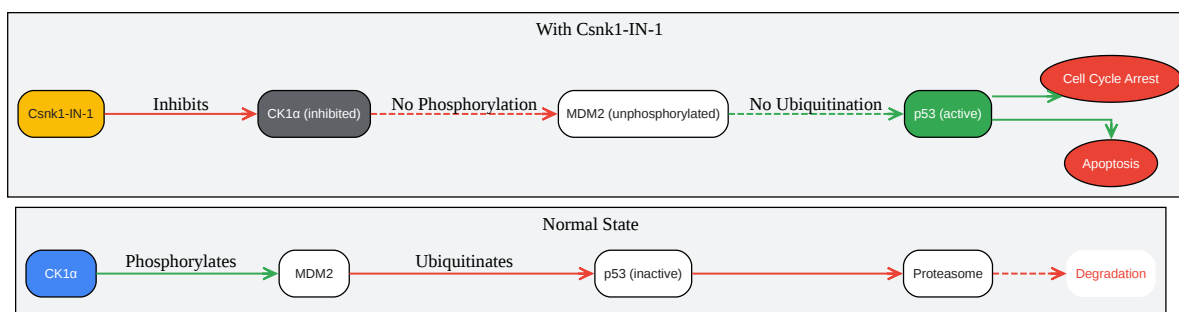 With Csnk1-IN-1
Cell Cycle Arrest
Csnk1-IN-1
Inhibits
CK1α (inhibited)
No Phosphorylation
MDM2 (unphosphorylated)
No Ubiquitination
p53 (active)
Apoptosis
Normal State
CK1α
Phosphorylates
MDM2
Ubiquitinates
p53 (inactive)
Proteasome
Degradation